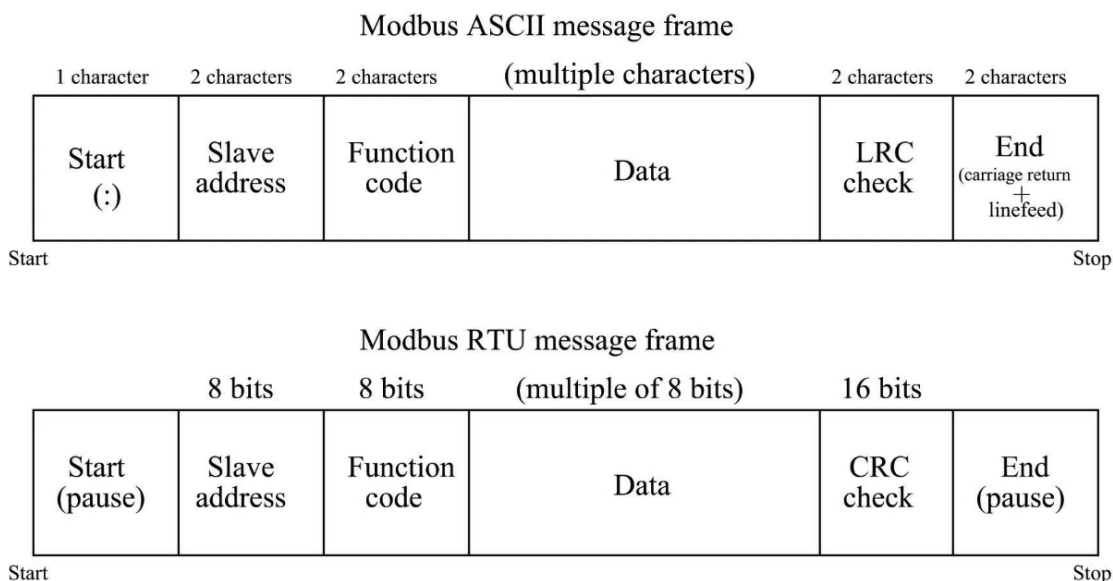 Modbus ASCII message frame
1 character 2 characters 2 characters (multiple characters) 2 characters 2 characters
Start
(:)
Slave
address
Function
code
Data
LRC
check
End
(carriage return
+
linefeed)
Start Stop
Modbus RTU message frame
8 bits 8 bits (multiple of 8 bits) 16 bits
Start
(pause)
Slave
address
Function
code
Data
CRC
check
End
(pause)
Start Stop